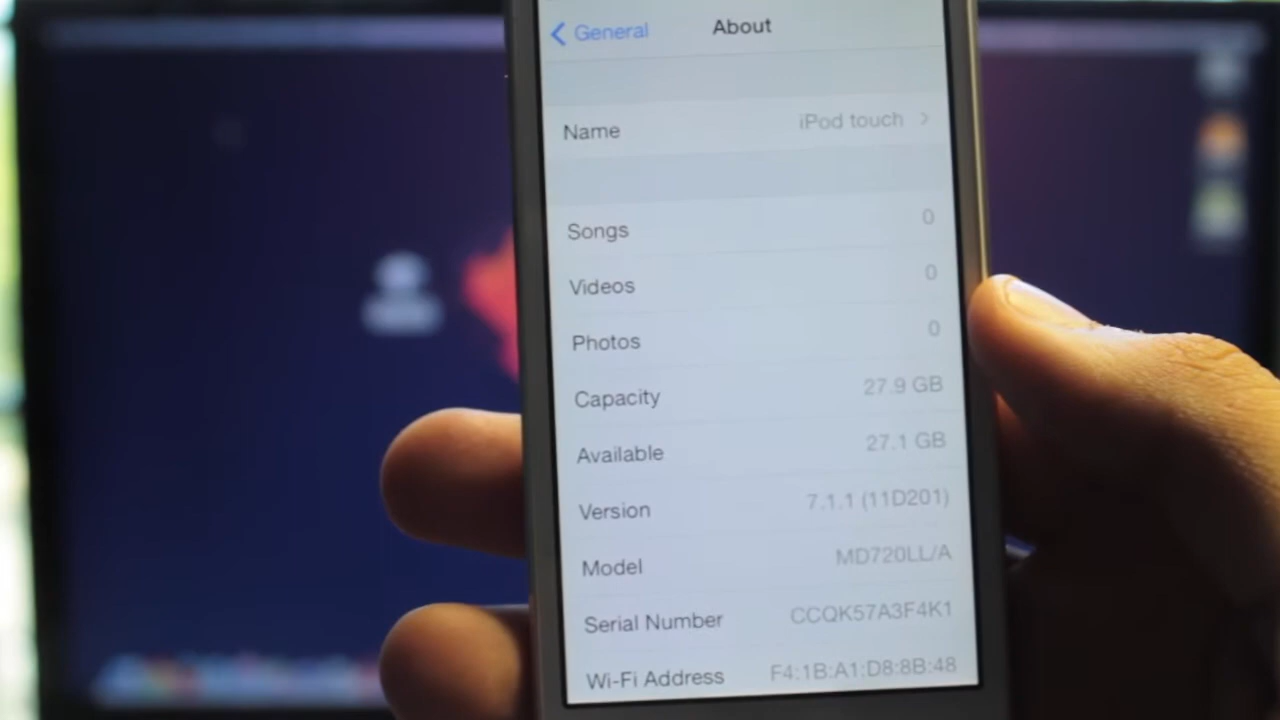 General About
Name iPod touch
Songs 0
Videos 0
Photos 0
Capacity 27.9 GB
Available 27.1 GB
Version 7.1.1 (11D201)
Model MD720LL/A
Serial Number CCQK57A3F4K1
Wi-Fi Address F4:1B:A1:D8:8B:48